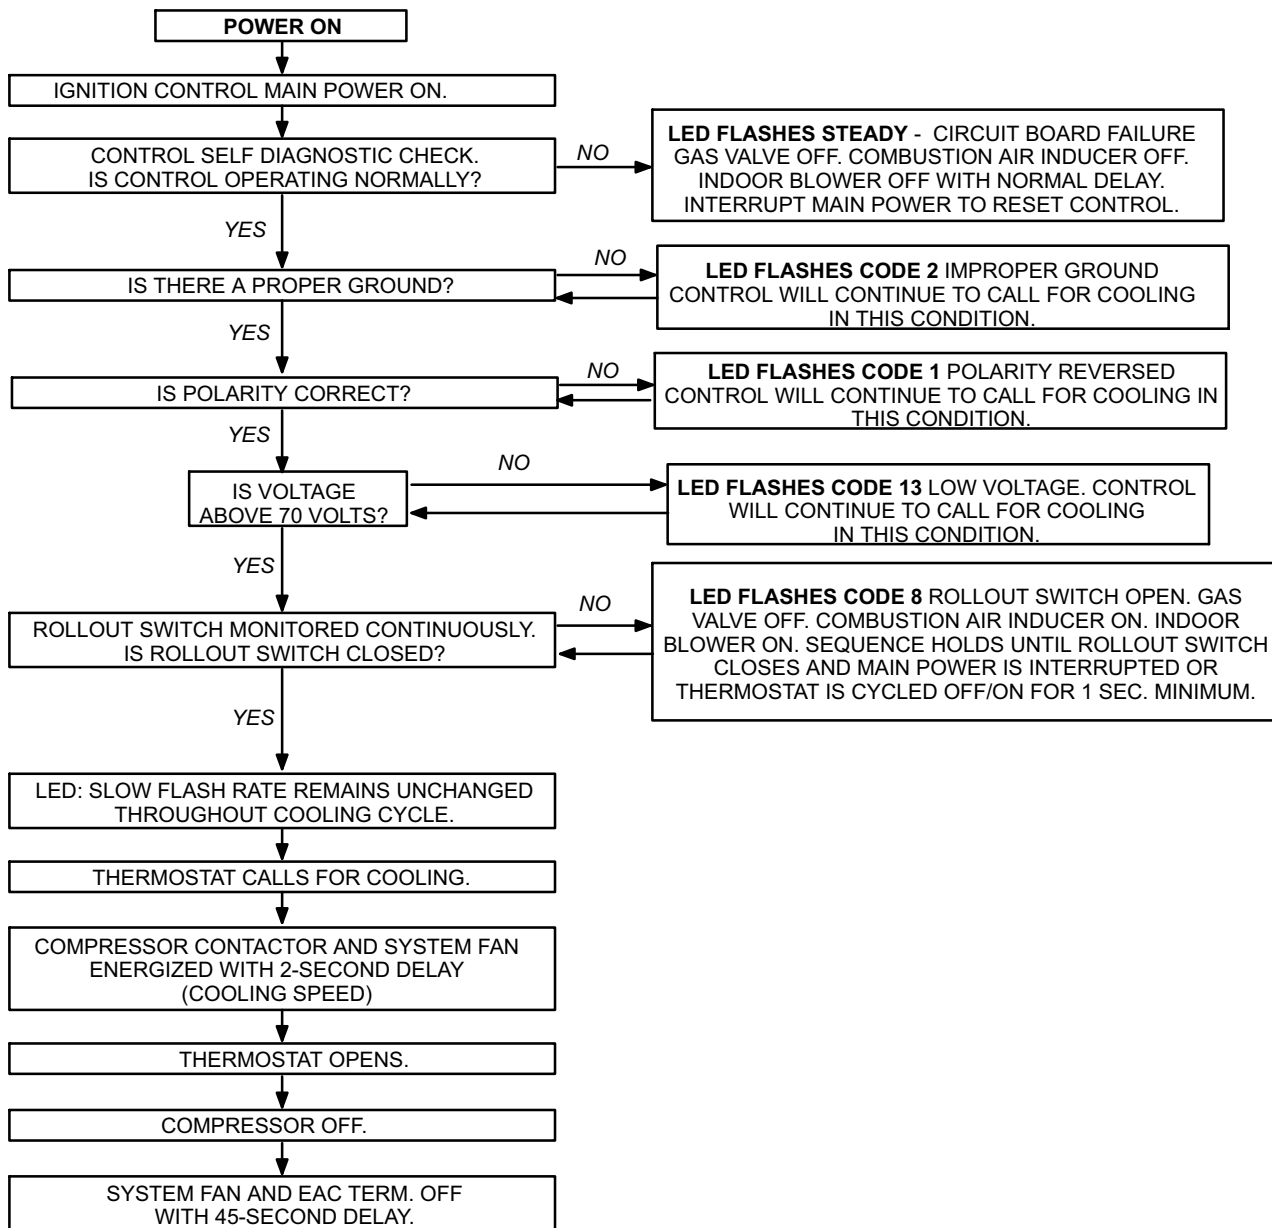 POWER ON
IGNITION CONTROL MAIN POWER ON.
CONTROL SELF DIAGNOSTIC CHECK.
IS CONTROL OPERATING NORMALLY?
NO
LED FLASHES STEADY - CIRCUIT BOARD FAILURE
GAS VALVE OFF. COMBUSTION AIR INDUCER OFF.
INDOOR BLOWER OFF WITH NORMAL DELAY.
INTERRUPT MAIN POWER TO RESET CONTROL.
YES
IS THERE A PROPER GROUND?
NO
LED FLASHES CODE 2 IMPROPER GROUND
CONTROL WILL CONTINUE TO CALL FOR COOLING
IN THIS CONDITION.
YES
IS POLARITY CORRECT?
NO
LED FLASHES CODE 1 POLARITY REVERSED
CONTROL WILL CONTINUE TO CALL FOR COOLING IN
THIS CONDITION.
YES
IS VOLTAGE
ABOVE 70 VOLTS?
NO
LED FLASHES CODE 13 LOW VOLTAGE. CONTROL
WILL CONTINUE TO CALL FOR COOLING
IN THIS CONDITION.
YES
ROLLOUT SWITCH MONITORED CONTINUOUSLY.
IS ROLLOUT SWITCH CLOSED?
NO
LED FLASHES CODE 8 ROLLOUT SWITCH OPEN. GAS
VALVE OFF. COMBUSTION AIR INDUCER ON. INDOOR
BLOWER ON. SEQUENCE HOLDS UNTIL ROLLOUT SWITCH
CLOSES AND MAIN POWER IS INTERRUPTED OR
THERMOSTAT IS CYCLED OFF/ON FOR 1 SEC. MINIMUM.
YES
LED: SLOW FLASH RATE REMAINS UNCHANGED
THROUGHOUT COOLING CYCLE.
THERMOSTAT CALLS FOR COOLING.
COMPRESSOR CONTACTOR AND SYSTEM FAN
ENERGIZED WITH 2-SECOND DELAY
(COOLING SPEED)
THERMOSTAT OPENS.
COMPRESSOR OFF.
SYSTEM FAN AND EAC TERM. OFF
WITH 45-SECOND DELAY.